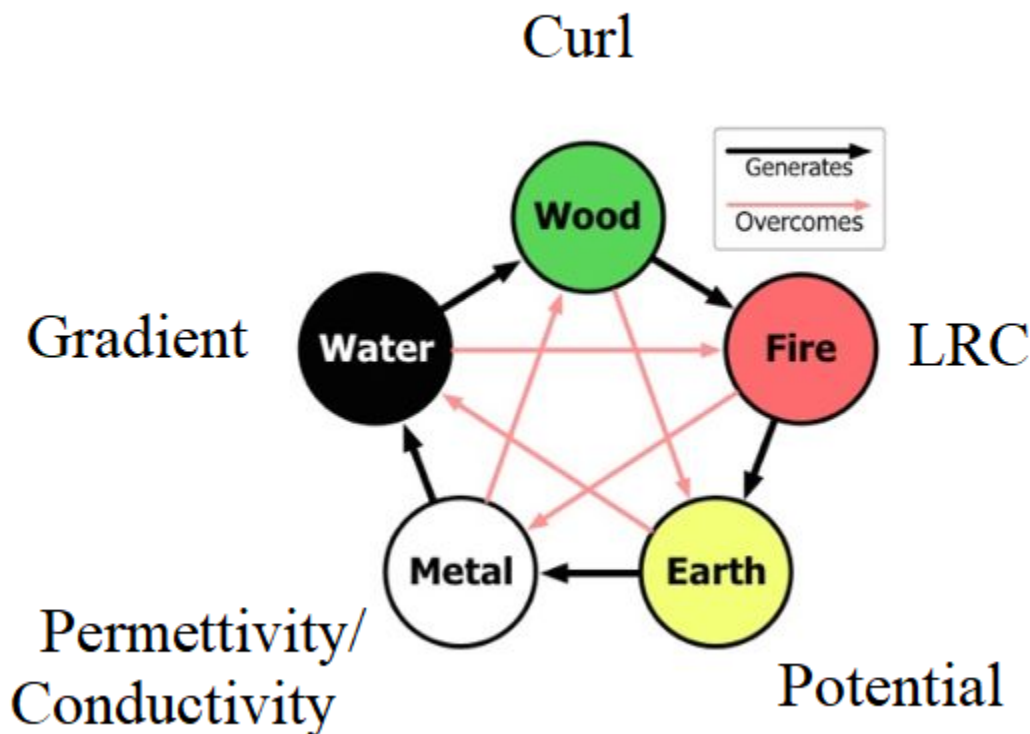 Curl
Generates
Overcomes
Wood
Gradient
Water
Fire
LRC
Metal
Earth
Permettivity/
Conductivity
Potential